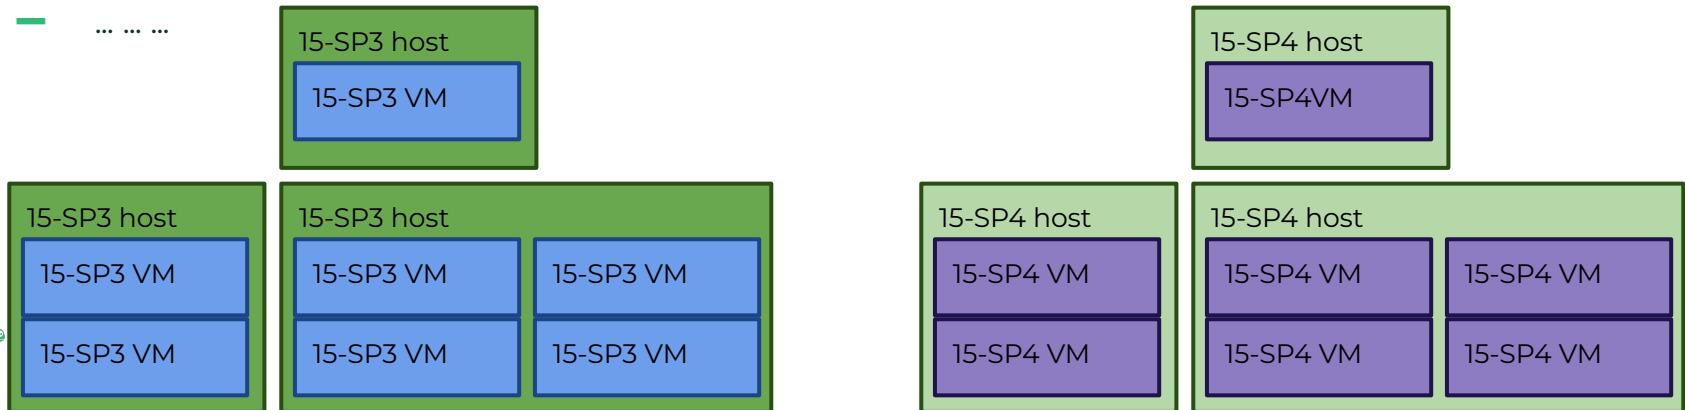 ... ... ...
15-SP3 host
15-SP3 VM
15-SP4 host
15-SP4VM
15-SP3 host
15-SP3 VM
15-SP3 VM
15-SP3 host
15-SP3 VM 15-SP3 VM
15-SP3 VM 15-SP3 VM
15-SP4 host
15-SP4 VM
15-SP4 VM
15-SP4 host
15-SP4 VM 15-SP4 VM
15-SP4 VM 15-SP4 VM